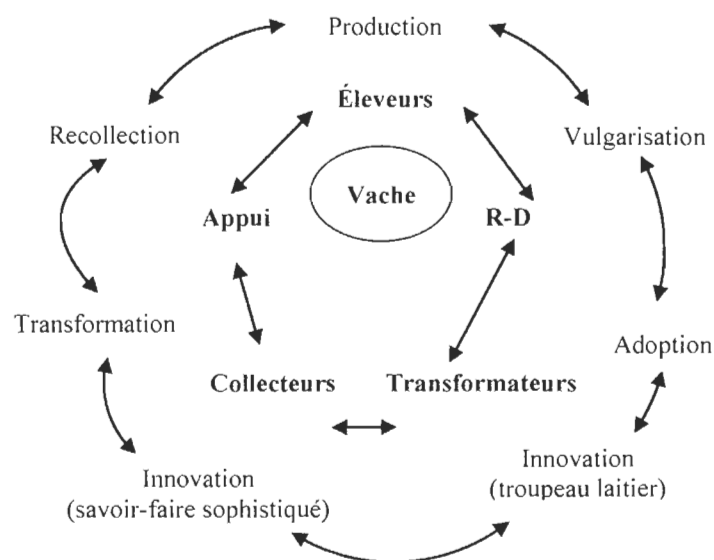 Production
Éleveurs
Recollection
Vulgarisation
Vache
Appui
R-D
Transformation
Adoption
Collecteurs
Transformateurs
Innovation
(savoir-faire sophistiqué)
Innovation
(troupeau laitier)